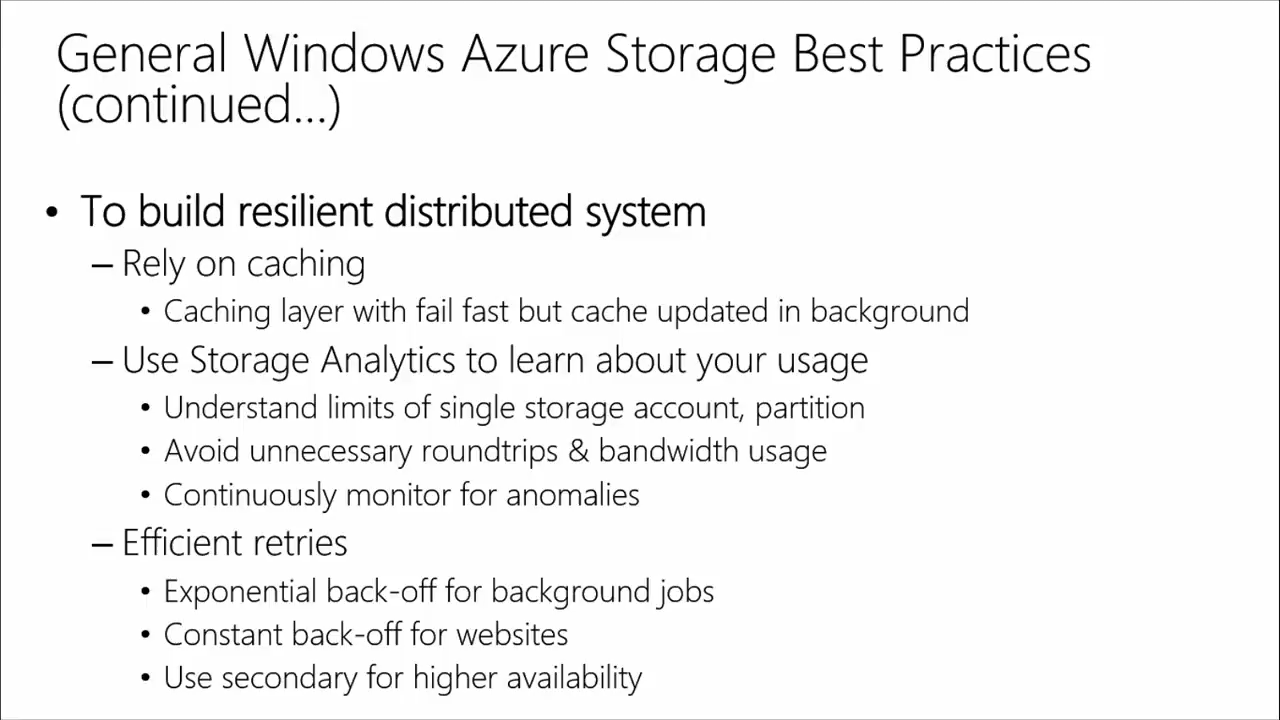 General Windows Azure Storage Best Practices
(continued...)
• To build resilient distributed system
– Rely on caching
• Caching layer with fail fast but cache updated in background
– Use Storage Analytics to learn about your usage
• Understand limits of single storage account, partition
• Avoid unnecessary roundtrips & bandwidth usage
• Continuously monitor for anomalies
– Efficient retries
• Exponential back-off for background jobs
• Constant back-off for websites
• Use secondary for higher availability